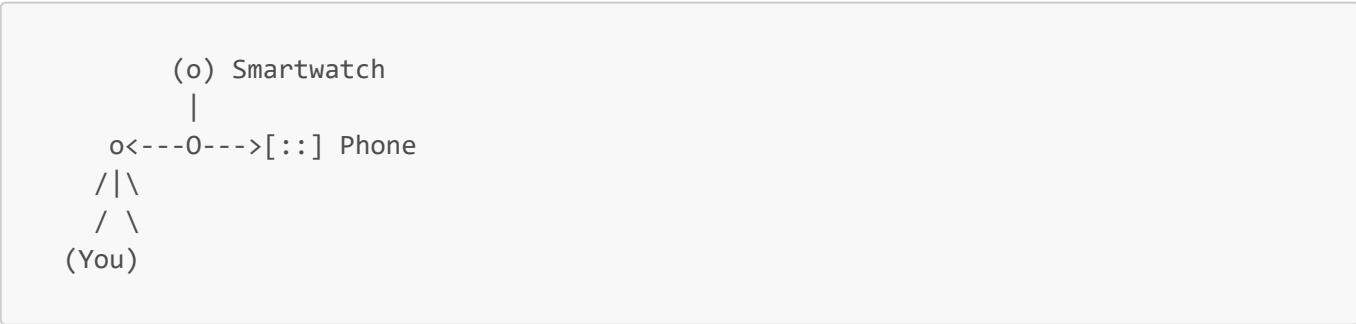 (o) Smartwatch
|
o<---O--->[::] Phone
/|\
/ \
(You)